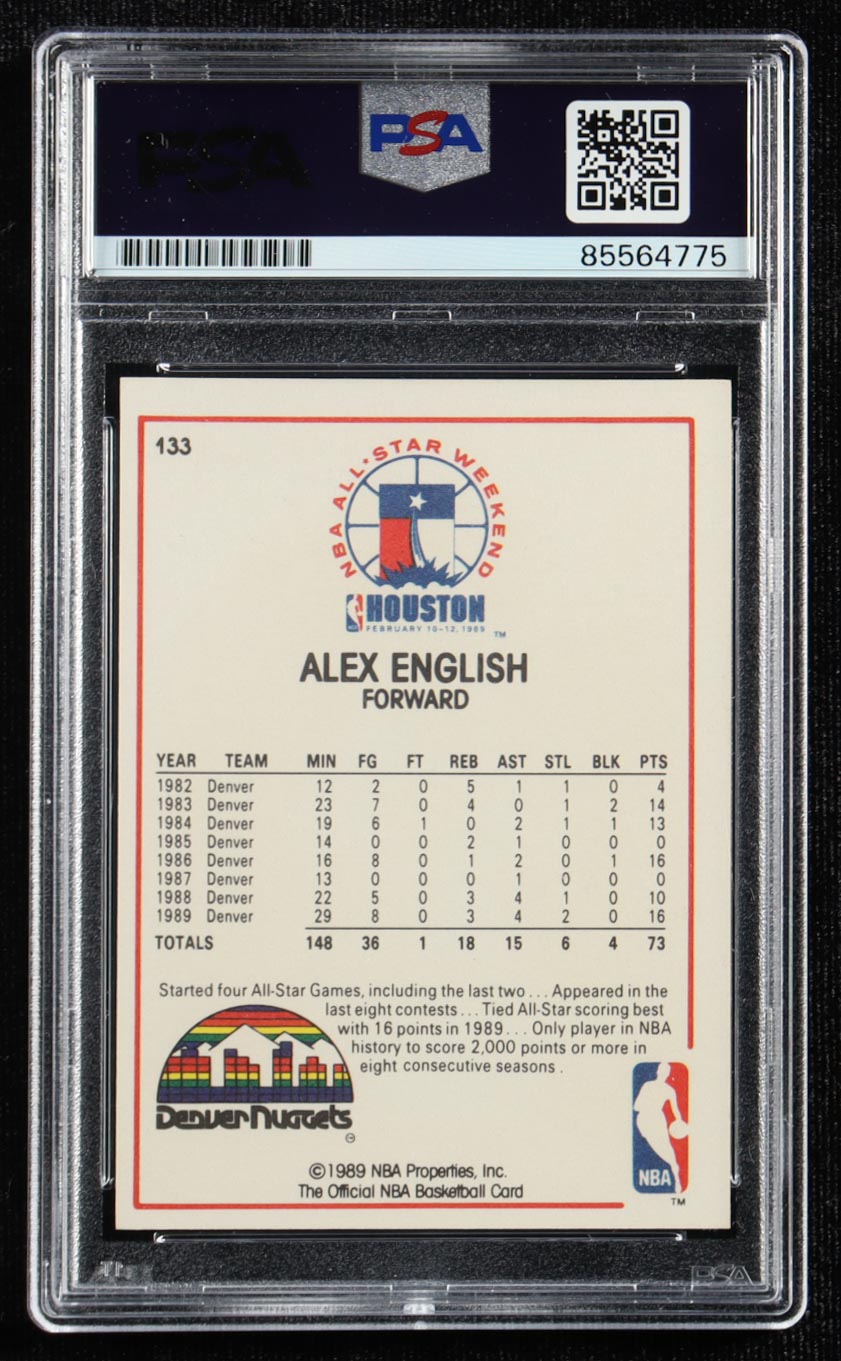 PSA
PSA
85564775
133
NBA ALL★STAR WEEKEND
HOUSTON
FEBRUARY 10-12, 1989 TM
ALEX ENGLISH
FORWARD
YEAR TEAM MIN FG FT REB AST STL BLK PTS
1982 Denver 12 2 0 5 1 1 0 4
1983 Denver 23 7 0 4 0 1 2 14
1984 Denver 19 6 1 0 2 1 1 13
1985 Denver 14 0 0 2 1 0 0 0
1986 Denver 16 8 0 1 2 0 1 16
1987 Denver 13 0 0 0 1 0 0 0
1988 Denver 22 5 0 3 4 1 0 10
1989 Denver 29 8 0 3 4 2 0 16
TOTALS 148 36 1 18 15 6 4 73
Started four All-Star Games, including the last two . . . Appeared in the
last eight contests . . . Tied All-Star scoring best
with 16 points in 1989 . . . Only player in NBA
history to score 2,000 points or more in
eight consecutive seasons .
Denver Nuggets
NBA
TM
©1989 NBA Properties, Inc.
The Official NBA Basketball Card
PSA